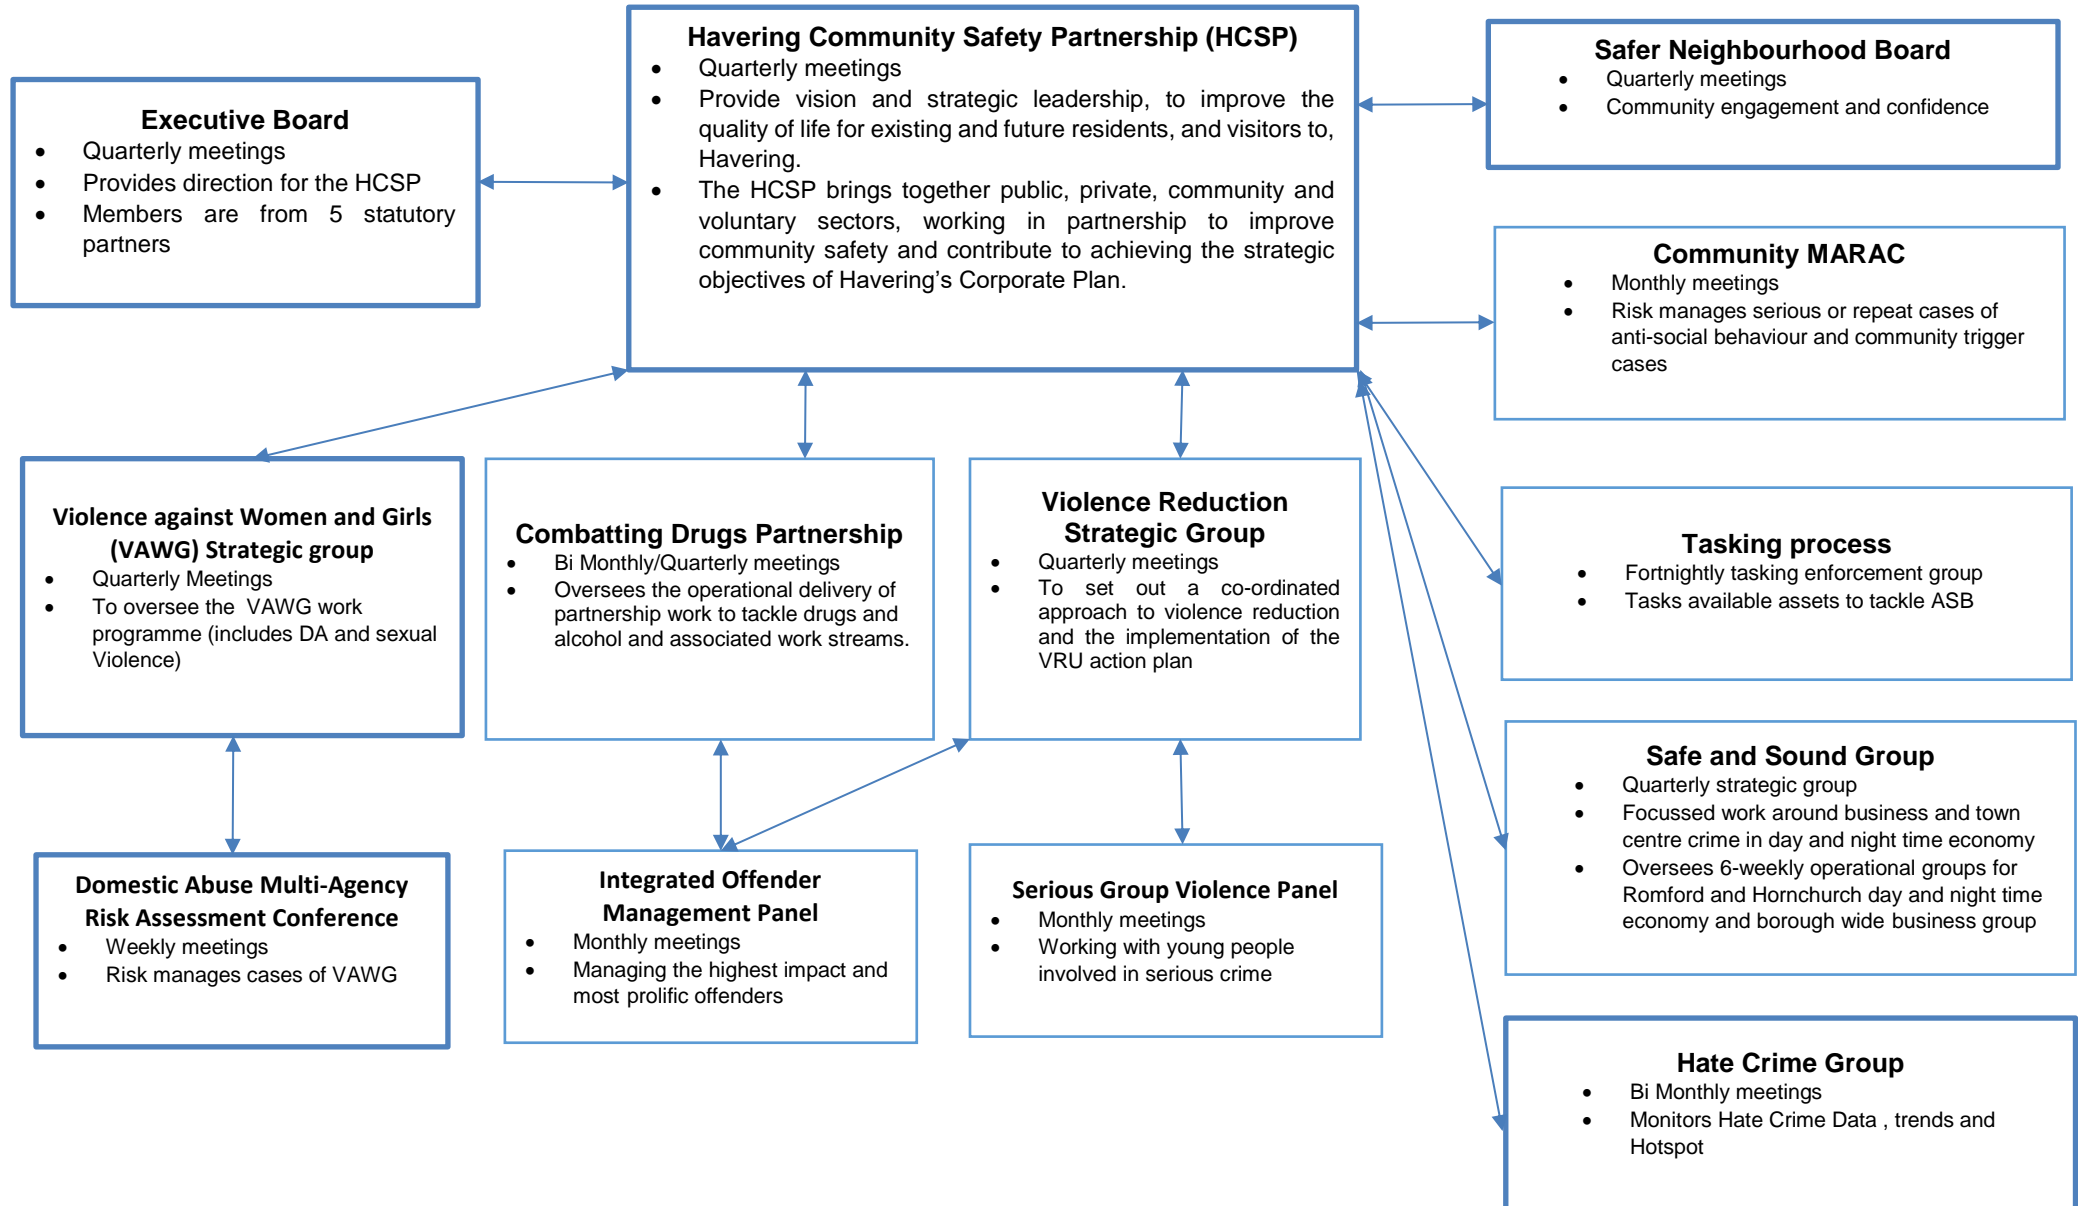 Havering Community Safety Partnership (HCSP)
• Quarterly meetings
• Provide vision and strategic leadership, to improve the
quality of life for existing and future residents, and visitors to,
Havering.
• The HCSP brings together public, private, community and
voluntary sectors, working in partnership to improve
community safety and contribute to achieving the strategic
objectives of Havering’s Corporate Plan.
Executive Board
• Quarterly meetings
• Provides direction for the HCSP
• Members are from 5 statutory
partners
Safer Neighbourhood Board
• Quarterly meetings
• Community engagement and confidence
Community MARAC
• Monthly meetings
• Risk manages serious or repeat cases of
anti-social behaviour and community trigger
cases
Violence against Women and Girls
(VAWG) Strategic group
• Quarterly Meetings
• To oversee the VAWG work
programme (includes DA and sexual
Violence)
Combatting Drugs Partnership
• Bi Monthly/Quarterly meetings
• Oversees the operational delivery of
partnership work to tackle drugs and
alcohol and associated work streams.
Violence Reduction
Strategic Group
• Quarterly meetings
• To set out a co-ordinated
approach to violence reduction
and the implementation of the
VRU action plan
Tasking process
• Fortnightly tasking enforcement group
• Tasks available assets to tackle ASB
Safe and Sound Group
• Quarterly strategic group
• Focussed work around business and town
centre crime in day and night time economy
• Oversees 6-weekly operational groups for
Romford and Hornchurch day and night time
economy and borough wide business group
Domestic Abuse Multi-Agency
Risk Assessment Conference
• Weekly meetings
• Risk manages cases of VAWG
Integrated Offender
Management Panel
• Monthly meetings
• Managing the highest impact and
most prolific offenders
Serious Group Violence Panel
• Monthly meetings
• Working with young people
involved in serious crime
Hate Crime Group
• Bi Monthly meetings
• Monitors Hate Crime Data , trends and
Hotspot